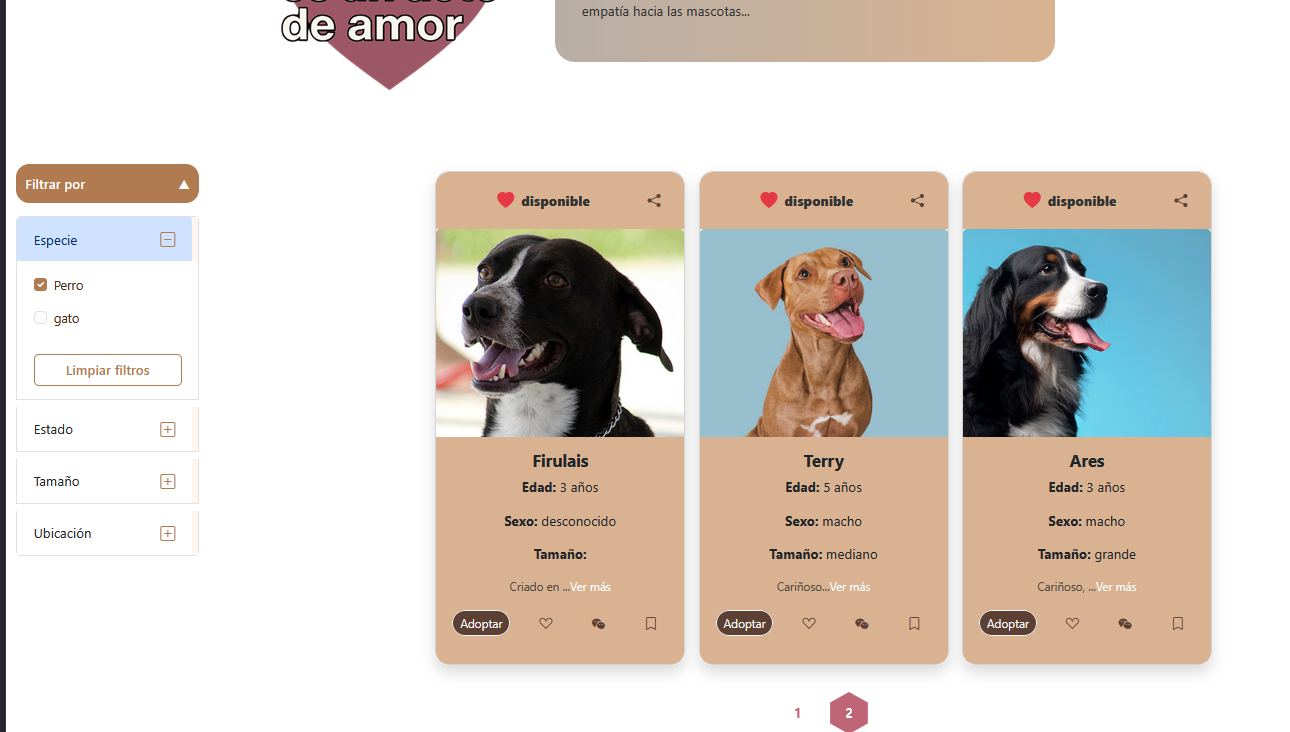 de amor
empatía hacia las mascotas...
Filtrar por
Especie
Perro
gato
Limpiar filtros
Estado
Tamaño
Ubicación
disponible
Firulais
Edad: 3 años
Sexo: desconocido
Tamaño:
Criado en ...Ver más
Adoptar
disponible
Terry
Edad: 5 años
Sexo: macho
Tamaño: mediano
Cariñoso...Ver más
Adoptar
disponible
Ares
Edad: 3 años
Sexo: macho
Tamaño: grande
Cariñoso, ...Ver más
Adoptar
1 2